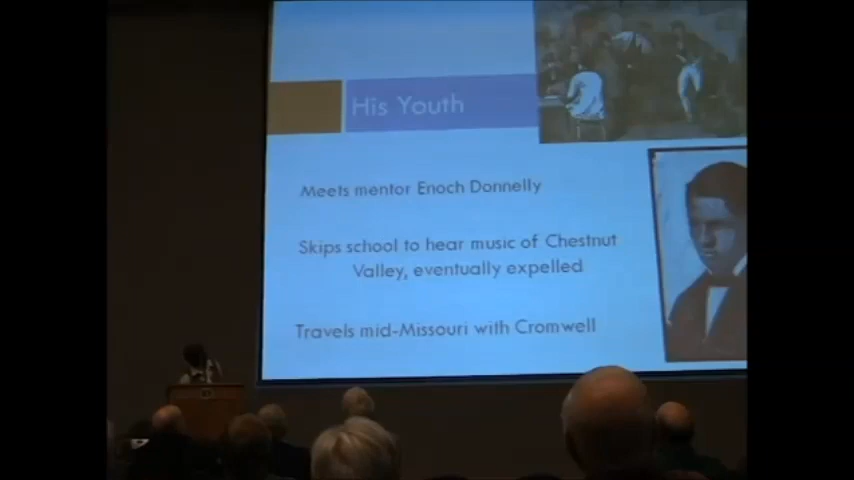 His Youth
Meets mentor Enoch Donnelly
Skips school to hear music of Chestnut
Valley, eventually expelled
Travels mid-Missouri with Cromwell